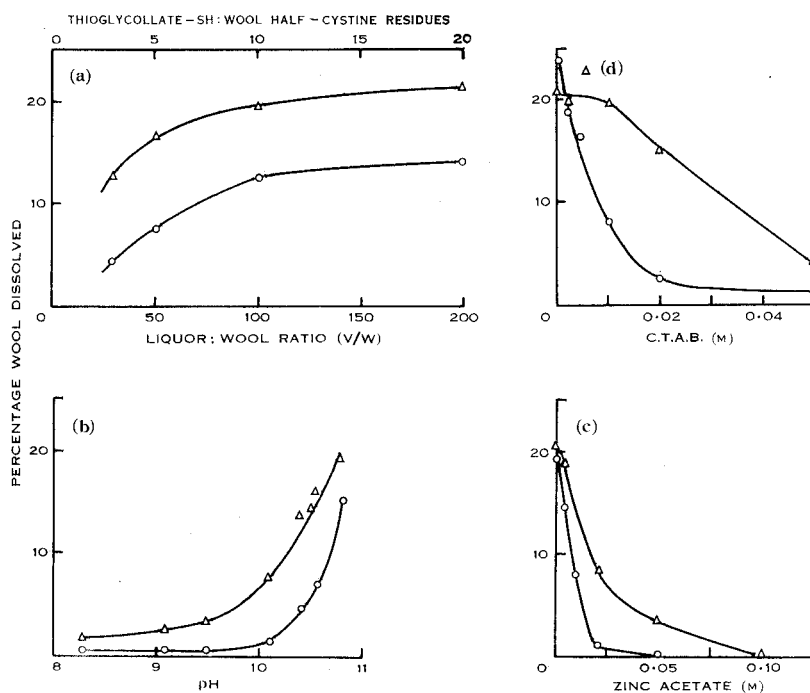 THIOGLYCOLLATE-SH: WOOL HALF-CYSTINE RESIDUES
0 5 10 20
(a)
20
10
0 50 100 150 200
LIQUOR: WOOL RATIO (V/W)
(d)
20
10
0 0·02 0·04
C.T.A.B. (M)
PERCENTAGE WOOL DISSOLVED
(b)
20
10
8 9 10 11
pH
(c)
20
10
0 0·05 0·10
ZINC ACETATE (M)